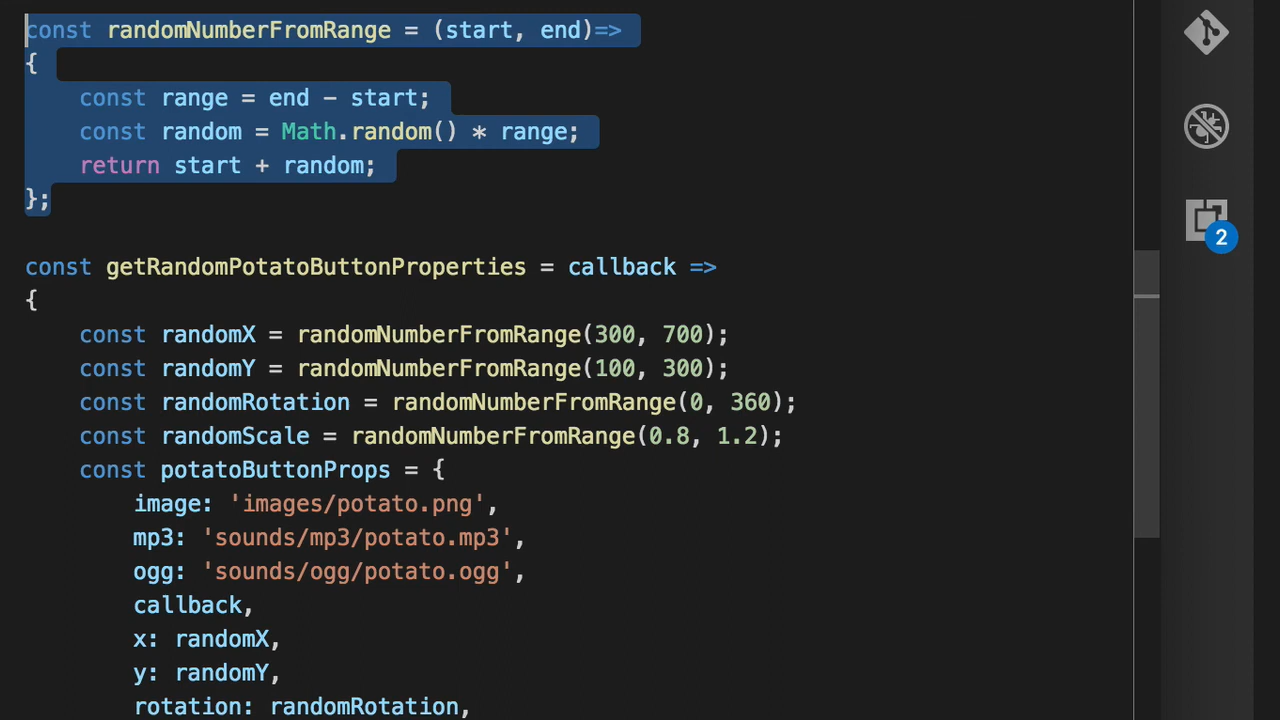 const randomNumberFromRange = (start, end)=>
{
    const range = end - start;
    const random = Math.random() * range;
    return start + random;
};

const getRandomPotatoButtonProperties = callback =>
{
    const randomX = randomNumberFromRange(300, 700);
    const randomY = randomNumberFromRange(100, 300);
    const randomRotation = randomNumberFromRange(0, 360);
    const randomScale = randomNumberFromRange(0.8, 1.2);
    const potatoButtonProps = {
        image: 'images/potato.png',
        mp3: 'sounds/mp3/potato.mp3',
        ogg: 'sounds/ogg/potato.ogg',
        callback,
        x: randomX,
        y: randomY,
        rotation: randomRotation,
2